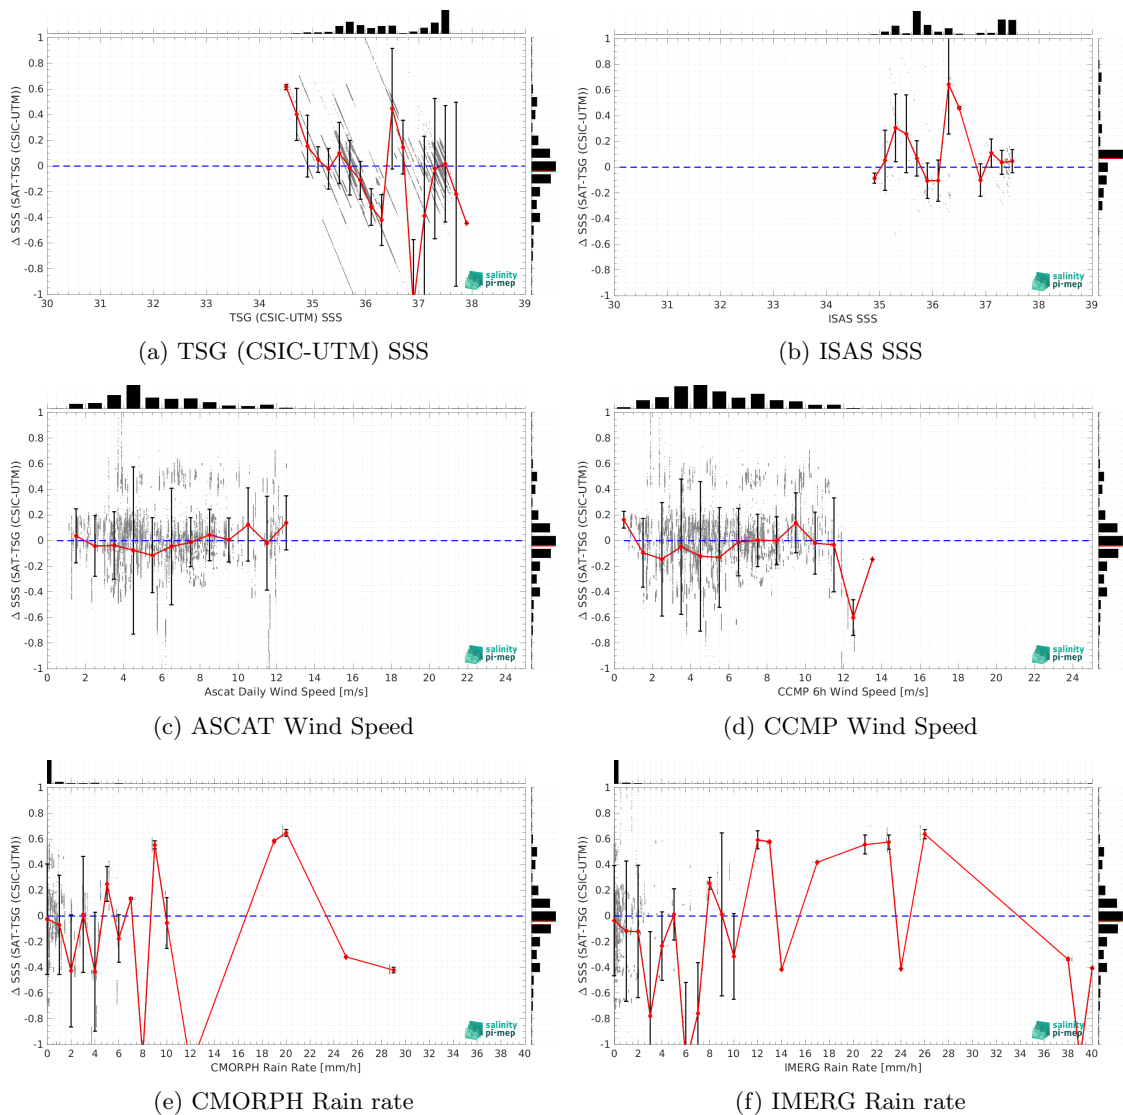 Δ SSS (SAT-TSG (CSIC-UTM))
1
0.8
0.6
0.4
0.2
0
-0.2
-0.4
-0.6
-0.8
-1
30 31 32 33 34 35 36 37 38 39
TSG (CSIC-UTM) SSS
salinity
pi-mep
(a) TSG (CSIC-UTM) SSS
Δ SSS (SAT-TSG (CSIC-UTM))
1
0.8
0.6
0.4
0.2
0
-0.2
-0.4
-0.6
-0.8
-1
30 31 32 33 34 35 36 37 38 39
ISAS SSS
salinity
pi-mep
(b) ISAS SSS
Δ SSS (SAT-TSG (CSIC-UTM))
1
0.8
0.6
0.4
0.2
0
-0.2
-0.4
-0.6
-0.8
-1
0 2 4 6 8 10 12 14 16 18 20 22 24
Ascat Daily Wind Speed [m/s]
salinity
pi-mep
(c) ASCAT Wind Speed
Δ SSS (SAT-TSG (CSIC-UTM))
1
0.8
0.6
0.4
0.2
0
-0.2
-0.4
-0.6
-0.8
-1
0 2 4 6 8 10 12 14 16 18 20 22 24
CCMP 6h Wind Speed [m/s]
salinity
pi-mep
(d) CCMP Wind Speed
Δ SSS (SAT-TSG (CSIC-UTM))
1
0.8
0.6
0.4
0.2
0
-0.2
-0.4
-0.6
-0.8
-1
0 2 4 6 8 10 12 14 16 18 20 22 24 26 28 30 32 34 36 38 40
CMORPH Rain Rate [mm/h]
salinity
pi-mep
(e) CMORPH Rain rate
Δ SSS (SAT-TSG (CSIC-UTM))
1
0.8
0.6
0.4
0.2
0
-0.2
-0.4
-0.6
-0.8
-1
0 2 4 6 8 10 12 14 16 18 20 22 24 26 28 30 32 34 36 38 40
IMERG Rain Rate [mm/h]
salinity
pi-mep
(f) IMERG Rain rate